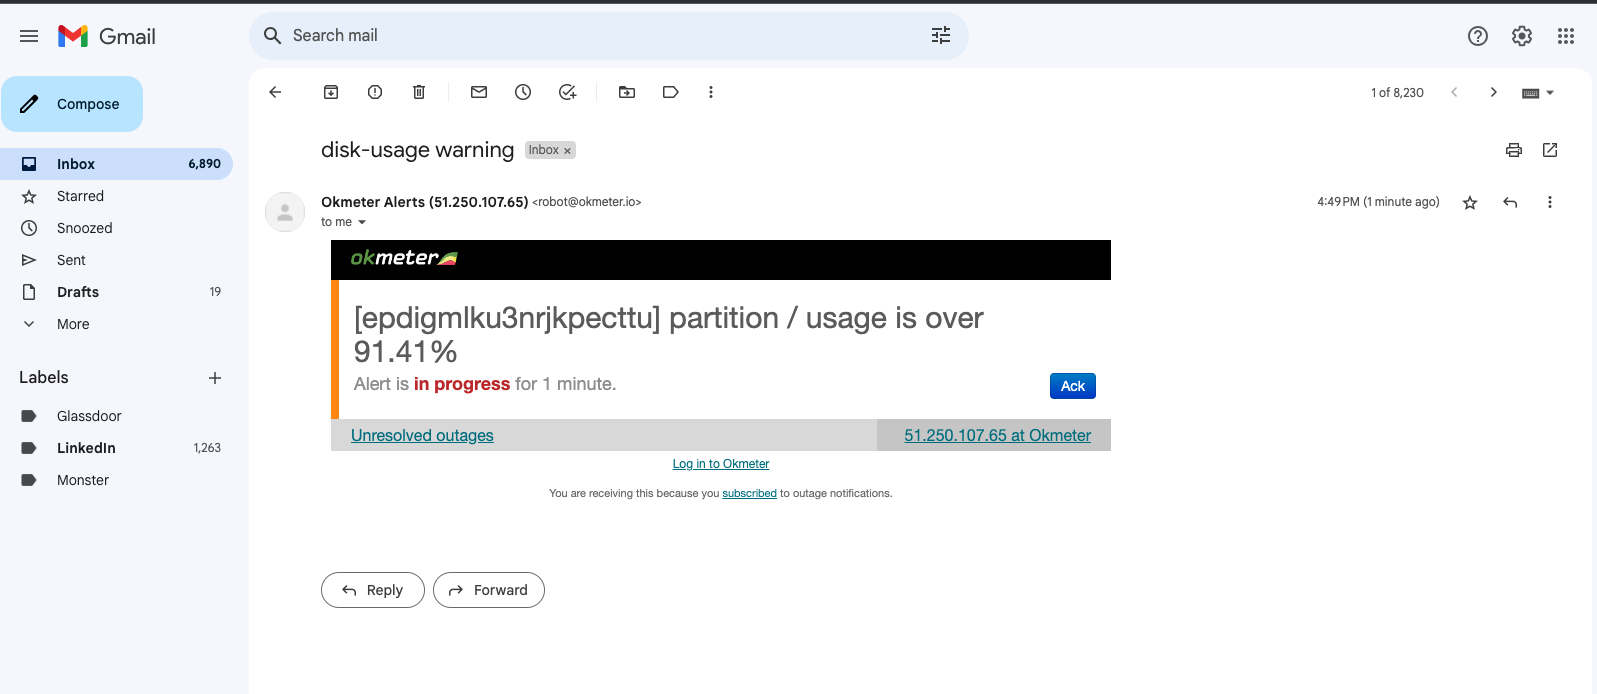 Gmail
Search mail
Compose
1 of 8,230
Inbox 6,890
Starred
Snoozed
Sent
Drafts 19
More
Labels
Glassdoor
LinkedIn 1,263
Monster
disk-usage warning Inbox ×
Okmeter Alerts (51.250.107.65) <robot@okmeter.io> 4:49 PM (1 minute ago)
to me
okmeter
[epdigmlku3nrjkpecttu] partition / usage is over
91.41%
Alert is in progress for 1 minute.
Ack
Unresolved outages 51.250.107.65 at Okmeter
Log in to Okmeter
You are receiving this because you subscribed to outage notifications.
Reply Forward